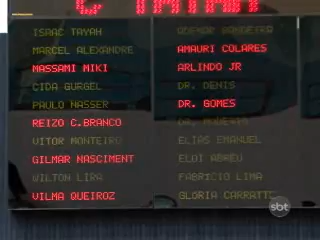 ISAAC TAYAH
MARCEL ALEXANDRE
MASSAMI MIKI
CIDA GURGEL
PAULO NASSER
REIZO C.BRANCO
VITOR MONTEIRO
GILMAR NASCIMENT
WILTON LIRA
VILMA QUEIROZ
AMAURI COLARES
ARLINDO JR
DR. DENIS
DR. GOMES
ELIAS EMANUEL
ELOI ABREU
FABRICIO LIMA
GLORIA CARRATTE
sbt